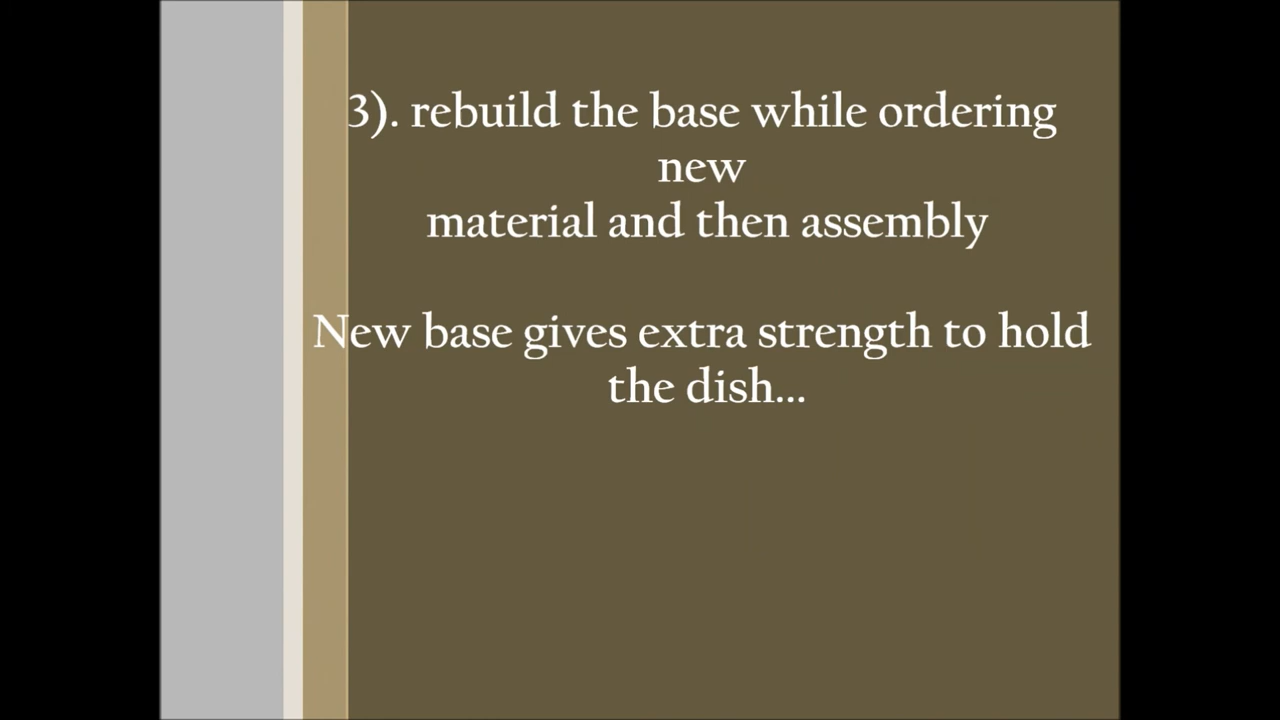 3). rebuild the base while ordering
new
material and then assembly
New base gives extra strength to hold
the dish...